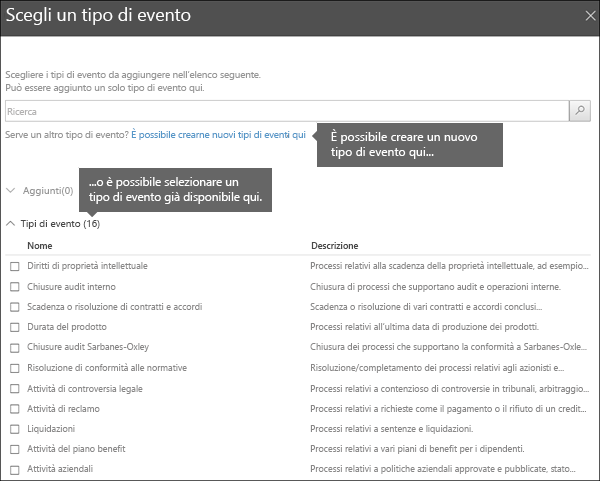 Scegli un tipo di evento
Scegliere i tipi di evento da aggiungere nell'elenco seguente.
Può essere aggiunto un solo tipo di evento qui.
Ricerca
Serve un altro tipo di evento? È possibile crearne nuovi tipi di eventi qui
È possibile creare un nuovo
tipo di evento qui...
...o è possibile selezionare un
tipo di evento già disponibile qui.
Aggiunti(0)
Tipi di evento (16)
Nome Descrizione
Diritti di proprietà intellettuale Processi relativi alla scadenza della proprietà intellettuale, ad esempio...
Chiusure audit interno Chiusura di processi che supportano audit e operazioni interne.
Scadenza o risoluzione di contratti e accordi Scadenza o risoluzione di vari contratti e accordi conclusi...
Durata del prodotto Processi relativi all'ultima data di produzione dei prodotti.
Chiusure audit Sarbanes-Oxley Chiusura dei processi che supportano la conformità a Sarbanes-Oxle...
Risoluzione di conformità alle normative Risoluzione/completamento dei processi relativi agli azionisti e...
Attività di controversia legale Processi relativi a contenzioso di controversie in tribunali, arbitraggio...
Attività di reclamo Processi relativi a richieste come il pagamento o il rifiuto di un credit...
Liquidazioni Processi relativi a sentenze e liquidazioni.
Attività del piano benefit Processi relativi a vari piani di benefit per i dipendenti.
Attività aziendali Processi relativi a politiche aziendali approvate e pubblicate, stato...